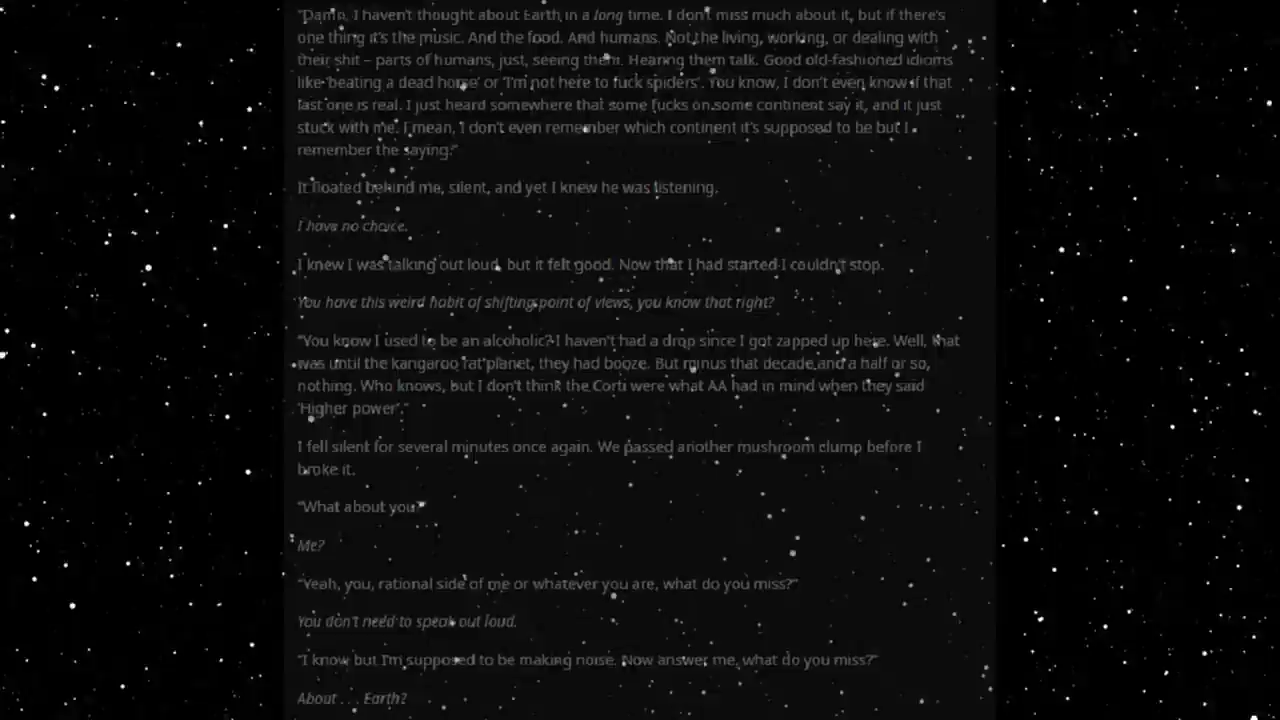 "Damn, I haven't thought about Earth in a long time. I don't miss much about it, but if there's
one thing it's the music. And the food. And humans. Not the living, working, or dealing with
their shit – parts of humans, just, seeing them. Hearing them talk. Good old-fashioned idioms
like 'beating a dead horse' or 'I'm not here to fuck spiders'. You know, I don't even know if that
last one is real. I just heard somewhere that some fucks on some continent say it, and it just
stuck with me. I mean, I don't even remember which continent it's supposed to be but I
remember the saying."
It floated behind me, silent, and yet I knew he was listening.
I have no choice.
I knew I was talking out loud, but it felt good. Now that I had started I couldn't stop.
You have this weird habit of shifting point of views, you know that right?
"You know I used to be an alcoholic? I haven't had a drop since I got zapped up here. Well, that
was until the kangaroo rat planet, they had booze. But minus that decade and a half or so,
nothing. Who knows, but I don't think the Corti were what AA had in mind when they said
'Higher power'."
I fell silent for several minutes once again. We passed another mushroom clump before I
broke it.
"What about you?"
Me?
"Yeah, you, rational side of me or whatever you are, what do you miss?"
You don't need to speak out loud.
"I know but I'm supposed to be making noise. Now answer me, what do you miss?"
About . . . Earth?